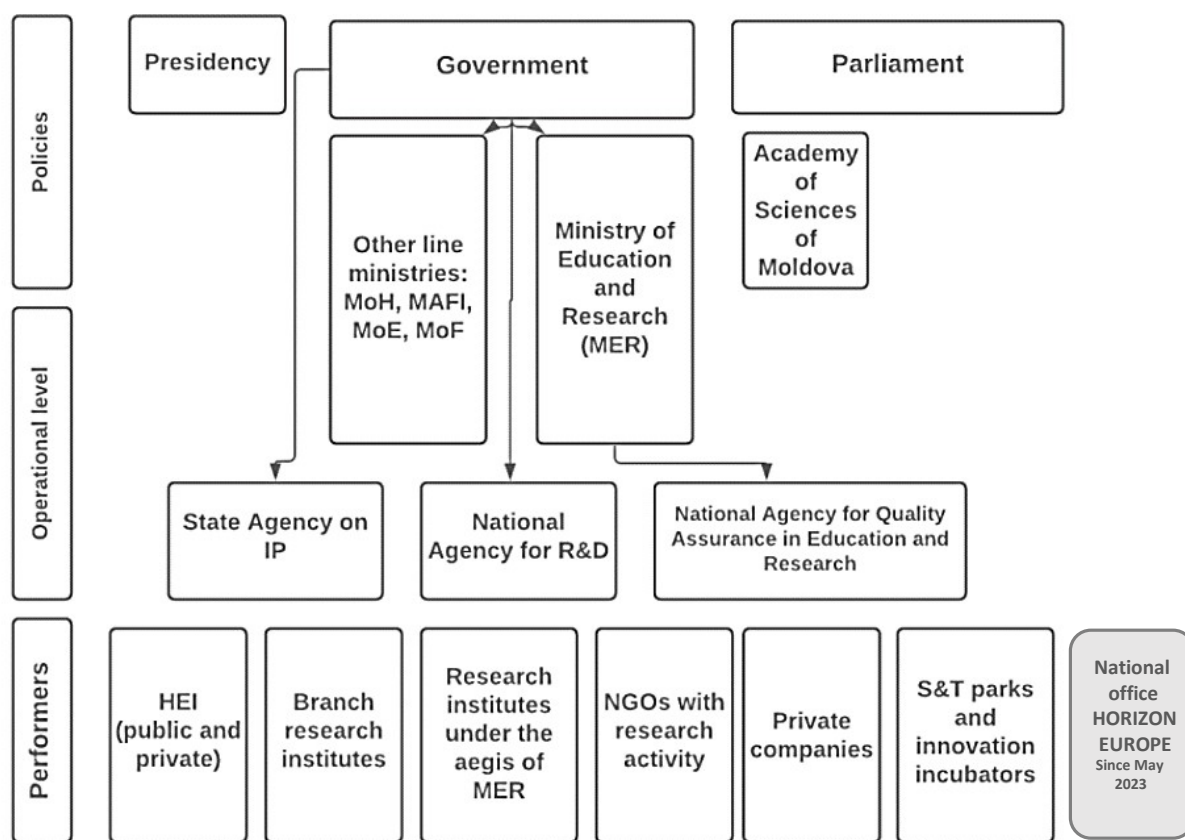 Policies
Presidency
Government
Parliament
Other line
ministries:
MoH, MAFI,
MoE, MoF
Ministry of
Education
and
Research
(MER)
Academy
of
Sciences
of
Moldova
Operational level
State Agency on
IP
National
Agency for R&D
National Agency for Quality
Assurance in Education and
Research
Performers
HEI
(public and
private)
Branch
research
institutes
Research
institutes
under the
aegis of
MER
NGOs with
research
activity
Private
companies
S&T parks
and
innovation
incubators
National
office
HORIZON
EUROPE
Since May
2023